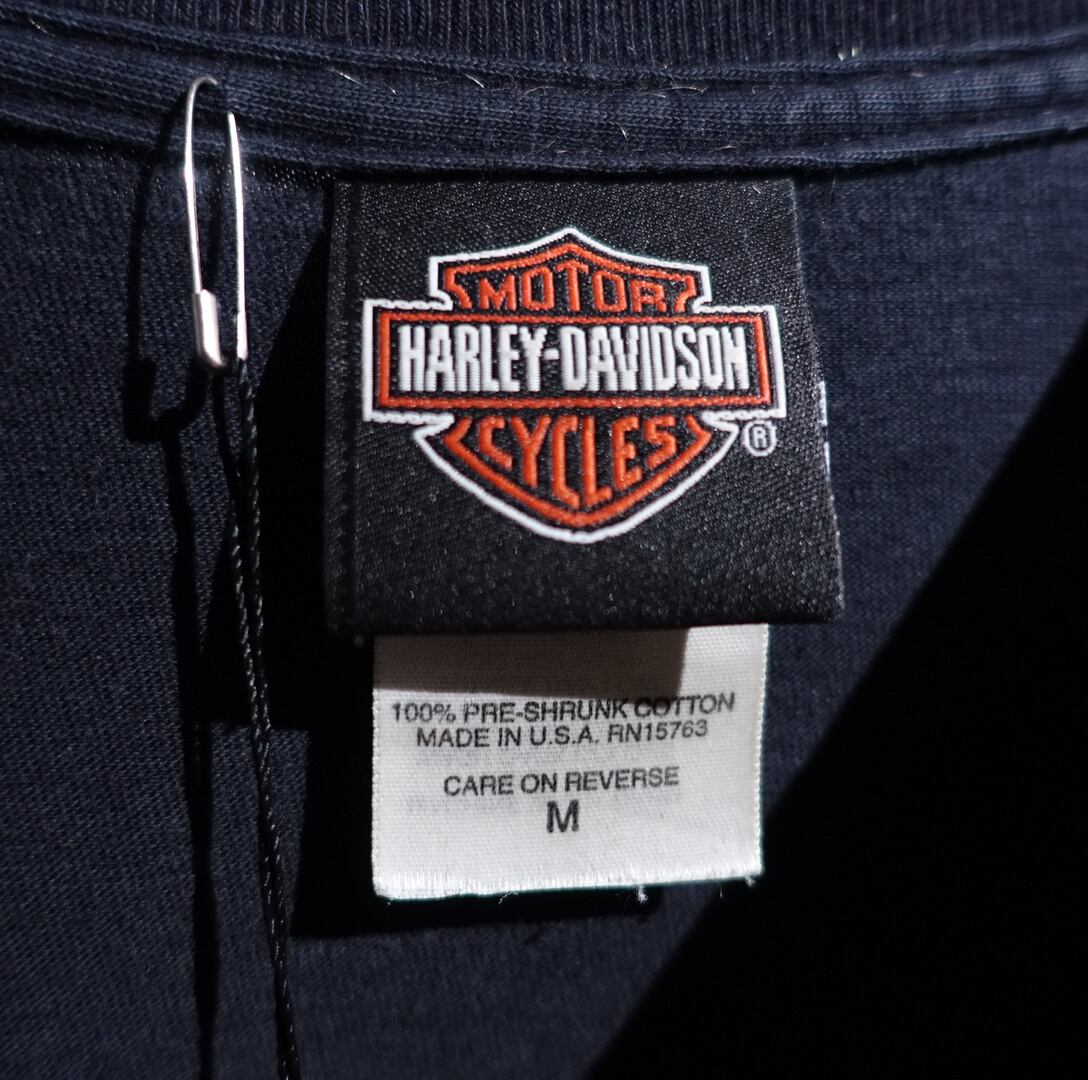 MOTOR
HARLEY-DAVIDSON
CYCLES
®
100% PRE-SHRUNK COTTON
MADE IN U.S.A. RN15763
CARE ON REVERSE
M